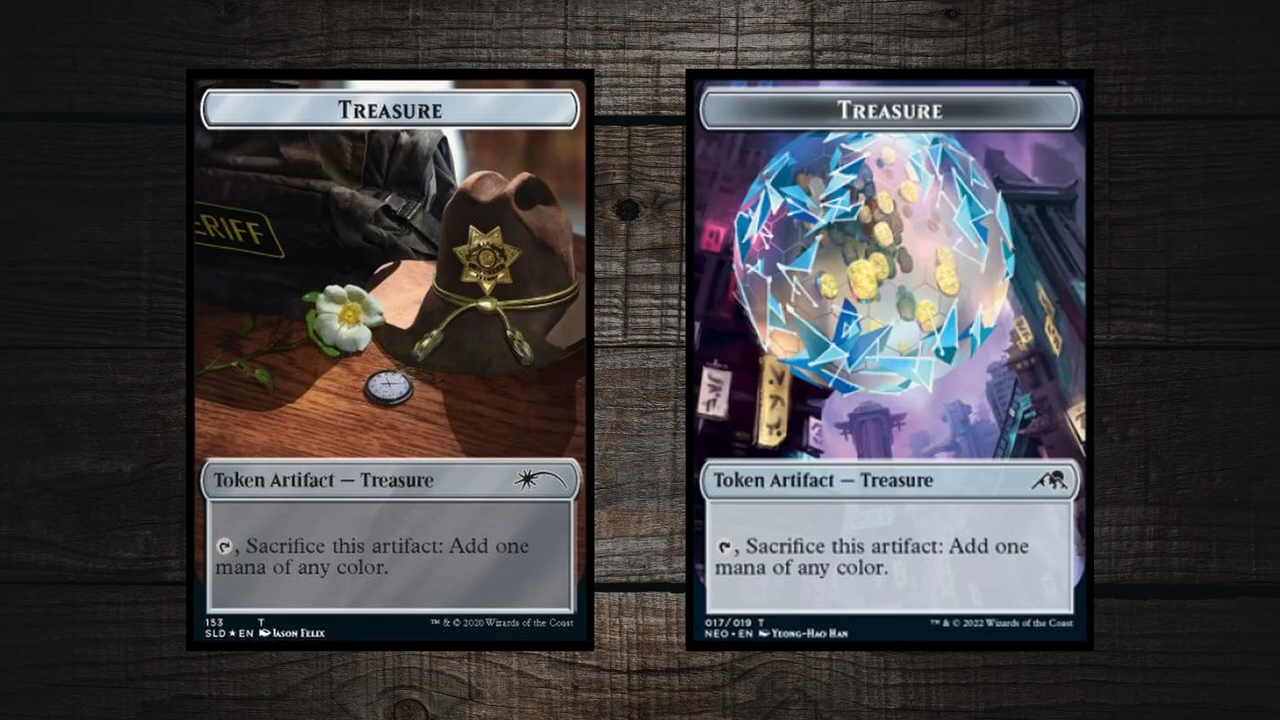 TREASURE
ERIFF
Token Artifact — Treasure
, Sacrifice this artifact: Add one
mana of any color.
153 T
SLD ★ EN JASON FELIX
™ & © 2020 Wizards of the Coast
TREASURE
Token Artifact — Treasure
, Sacrifice this artifact: Add one
mana of any color.
017/019 T
NEO • EN YEONG-HAO HAN
™ & © 2022 Wizards of the Coast